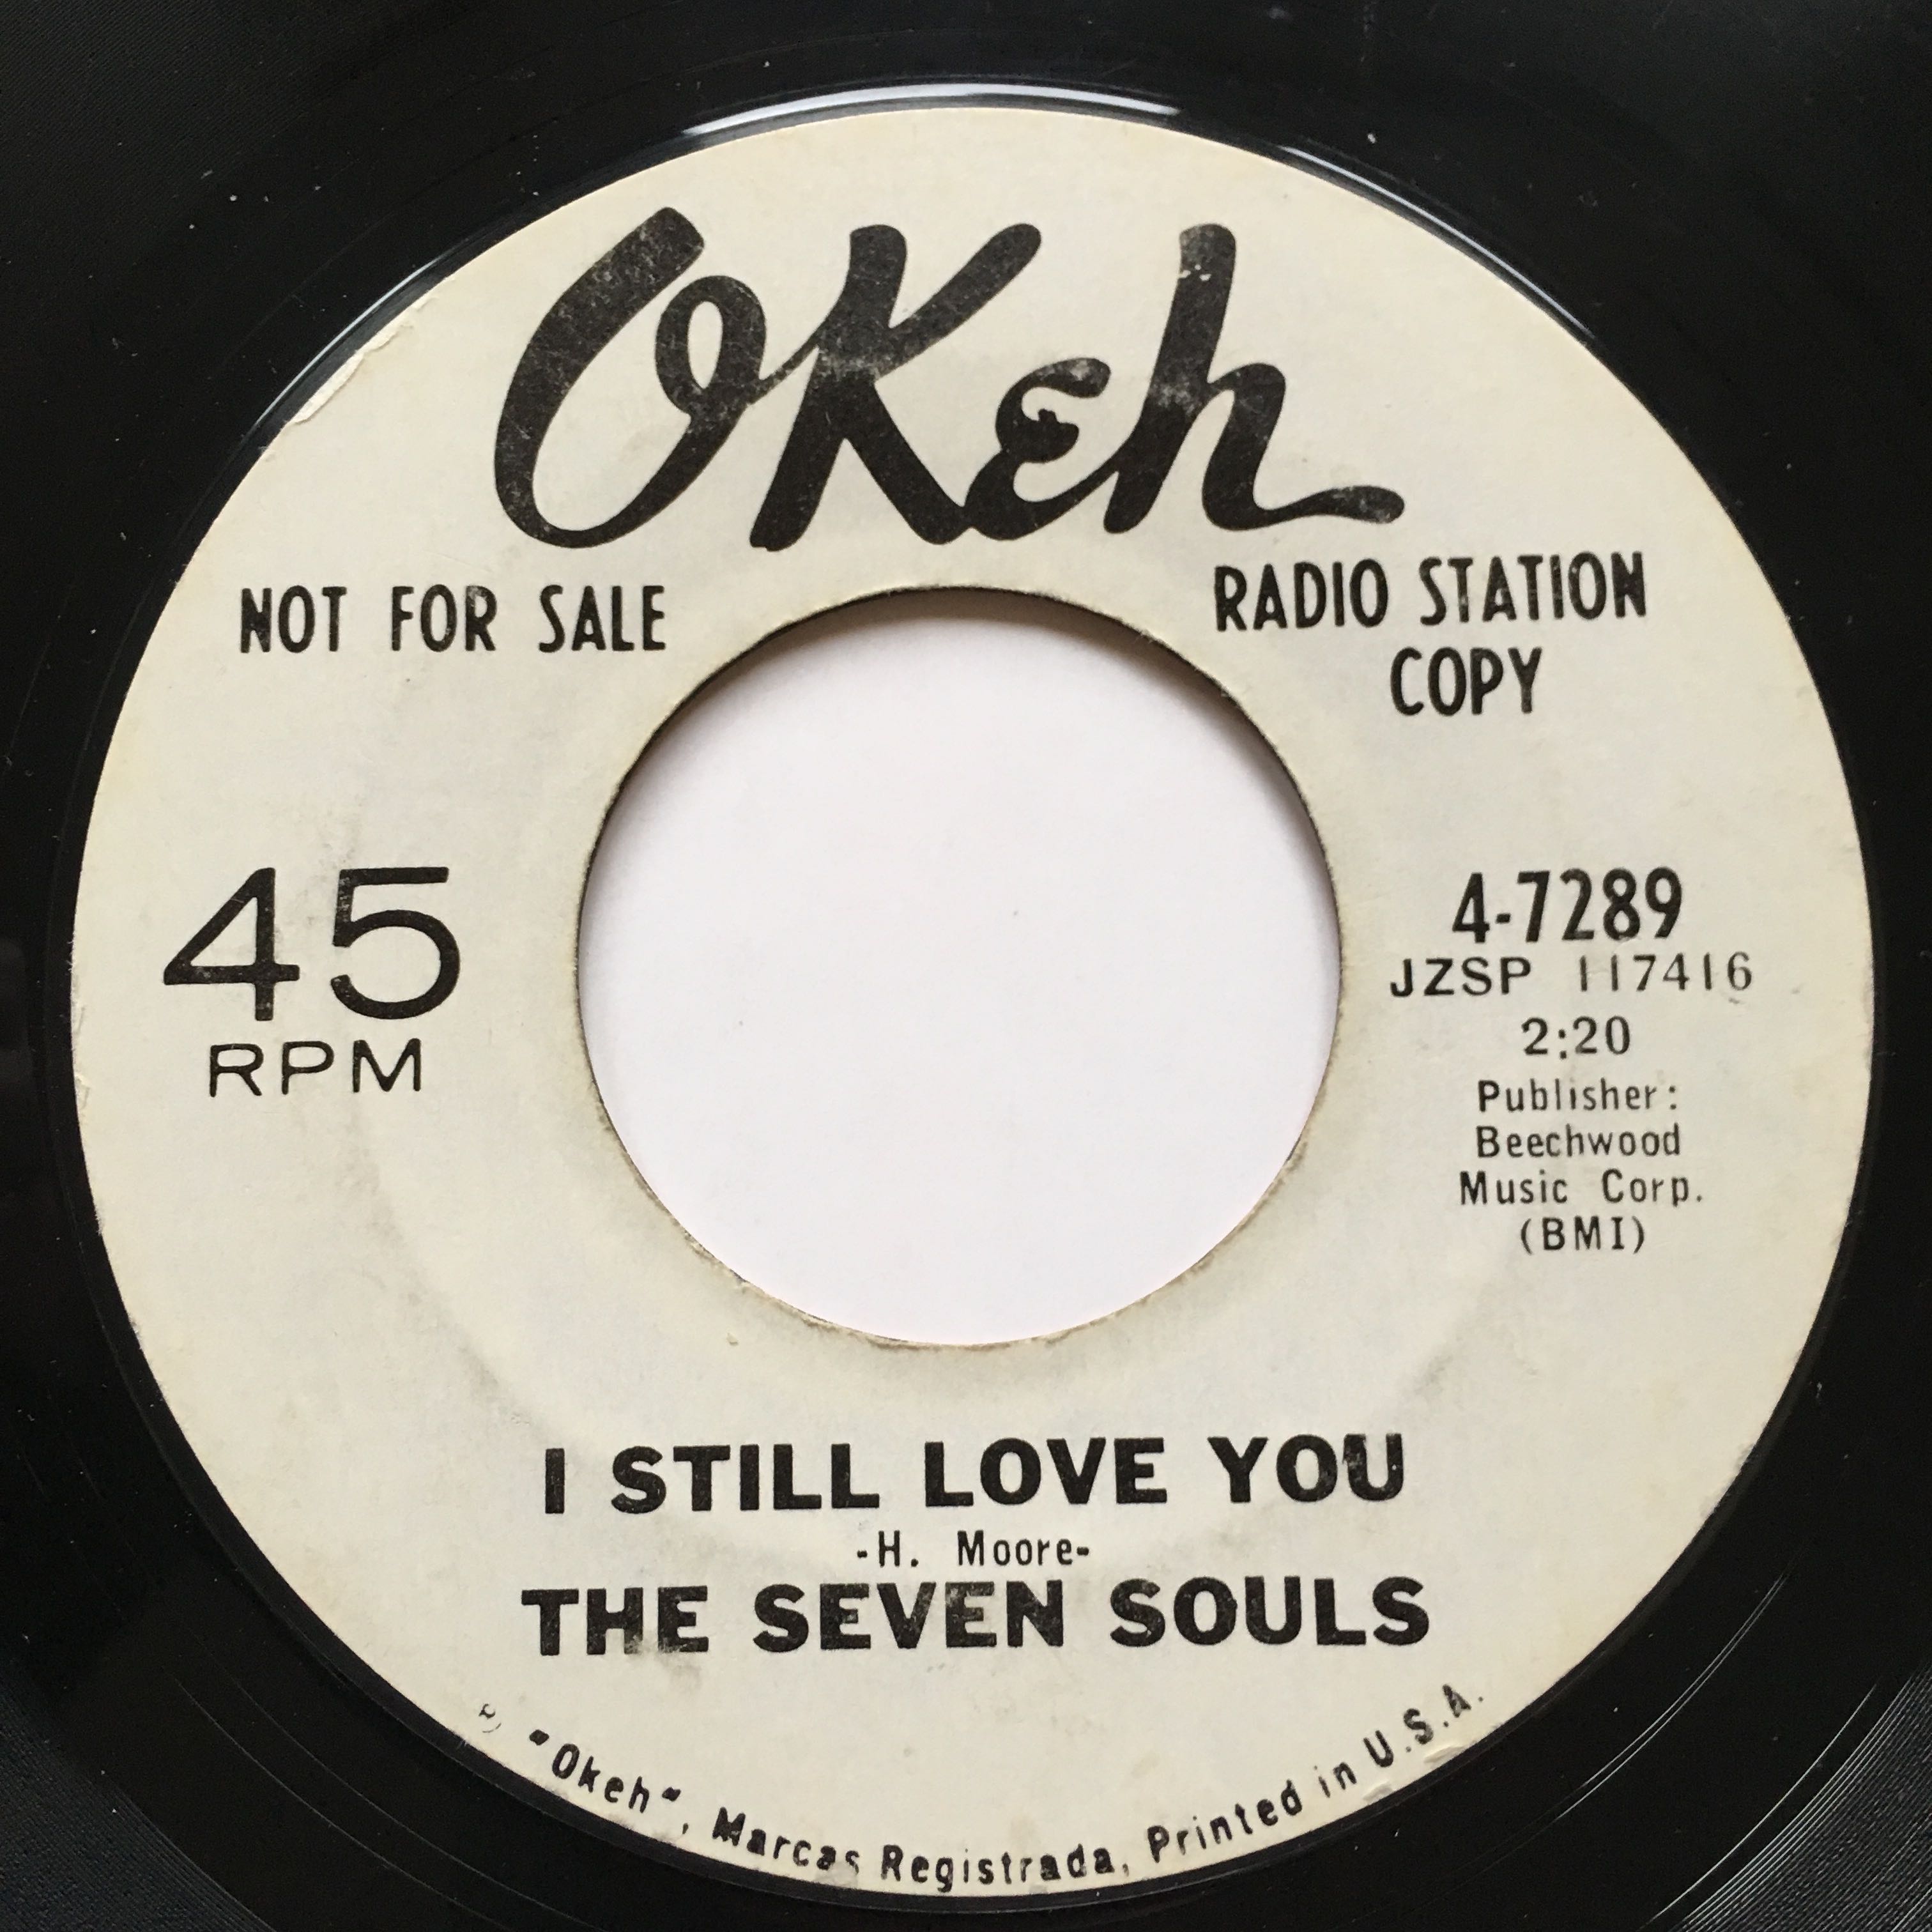 OKeh
NOT FOR SALE
RADIO STATION
COPY
45
RPM
4-7289
JZSP 117416
2:20
Publisher:
Beechwood
Music Corp.
(BMI)
I STILL LOVE YOU
-H. Moore-
THE SEVEN SOULS
"Okeh", Marcas Registrada, Printed in U.S.A.